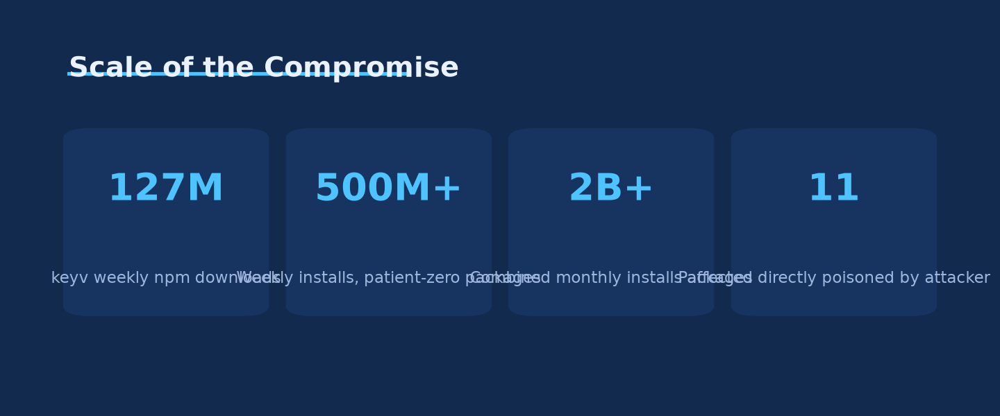 Scale of the Compromise
127M
500M+
2B+
11
keyv weekly npm downloads
Weekly installs, patient-zero packages
Combined monthly installs affected
Packages directly poisoned by attacker